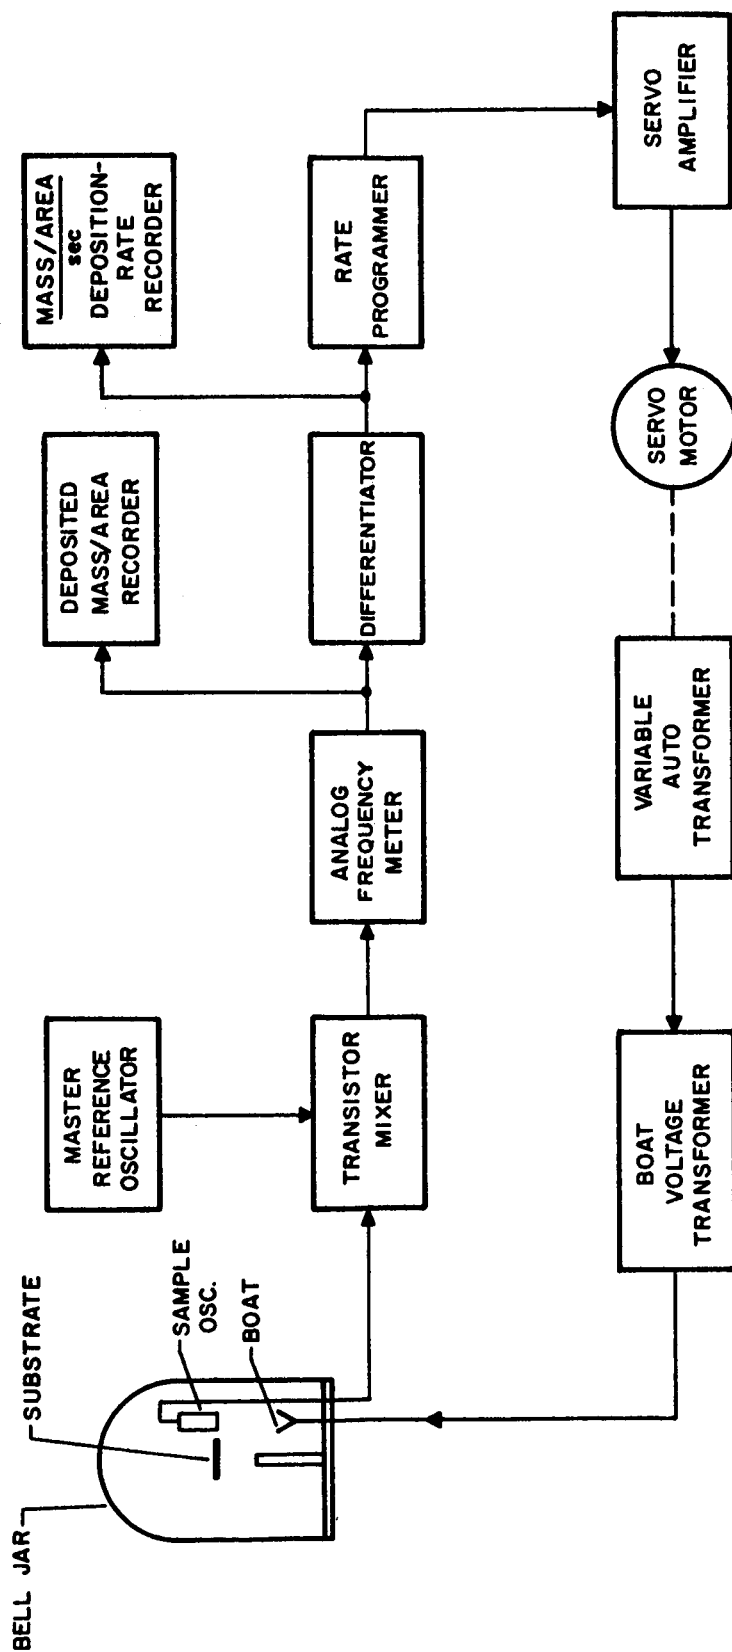 BELL JAR
SUBSTRATE
SAMPLE
OSC.
BOAT
MASTER
REFERENCE
OSCILLATOR
TRANSISTOR
MIXER
ANALOG
FREQUENCY
METER
DEPOSITED
MASS/AREA
RECORDER
DIFFERENTIATOR
MASS/AREA
sec
DEPOSITION-
RATE
RECORDER
RATE
PROGRAMMER
SERVO
AMPLIFIER
SERVO
MOTOR
VARIABLE
AUTO
TRANSFORMER
BOAT
VOLTAGE
TRANSFORMER